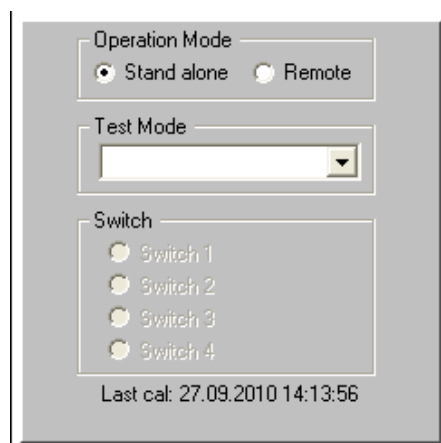 Operation Mode
Stand alone Remote
Test Mode
Switch
Switch 1
Switch 2
Switch 3
Switch 4
Last cal: 27.09.2010 14:13:56